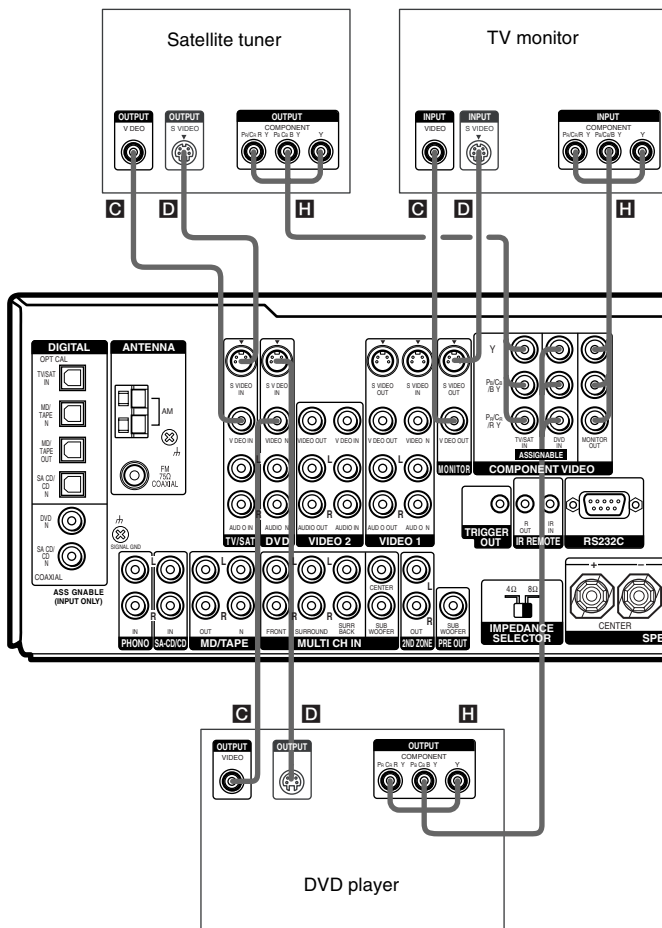 Satellite tuner
TV monitor
OUTPUT
V DEO
OUTPUT
S VIDEO
OUTPUT
COMPONENT
PB/CB R Y PB CB B Y Y
INPUT
VIDEO
INPUT
S VIDEO
INPUT
COMPONENT
PR/CR/R Y PB/CB/B Y Y
C
D
H
C
D
H
DIGITAL
OPT CAL
TV/SAT
IN
MD/
TAPE
N
MD/
TAPE
OUT
SA CD/
CD
N
DVD
N
SA CD/
CD
N
COAXIAL
ASS GNABLE
(INPUT ONLY)
ANTENNA
AM
FM
75Ω
COAXIAL
SIGNAL GND
S VIDEO
IN
S V DEO
IN
S VIDEO
OUT
S VIDEO
IN
S VIDEO
OUT
V DEO IN
VIDEO N
VIDEO OUT
V DEO IN
V DEO OUT
VIDEO N
V DEO OUT
MONITOR
L
L
L
R
R
R
AUD O IN
AUDIO N
AUDIO OUT
AUDIO IN
AUD O OUT
AUD O N
TV/SAT
DVD
VIDEO 2
VIDEO 1
Y
PB/CB
/B Y
PR/CR
/R Y
TV/SAT
IN
DVD
IN
MONITOR
OUT
ASSIGNABLE
COMPONENT VIDEO
TRIGGER
OUT
R
OUT
IR
IN
IR REMOTE
RS232C
L
L
L
CENTER
L
R
R
R
R
IN
IN
OUT
N
FRONT
SURROUND
SURR
BACK
SUB
WOOFER
OUT
SUB
WOOFER
PHONO
SA-CD/CD
MD/TAPE
MULTI CH IN
2ND ZONE
PRE OUT
4Ω
8Ω
IMPEDANCE
SELECTOR
+
−
CENTER
SPE
C
D
H
OUTPUT
VIDEO
OUTPUT
OUTPUT
COMPONENT
PR CR R Y PB CB B Y Y
DVD player